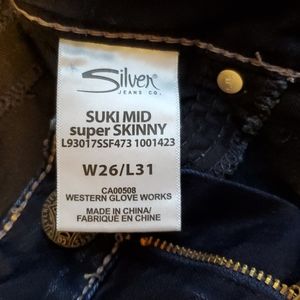 Silver
JEANS CO.
SUKI MID
super SKINNY
L93017SSF473 1001423
W26/L31
CA00508
WESTERN GLOVE WORKS
MADE IN CHINA/
FABRIQUÉ EN CHINE